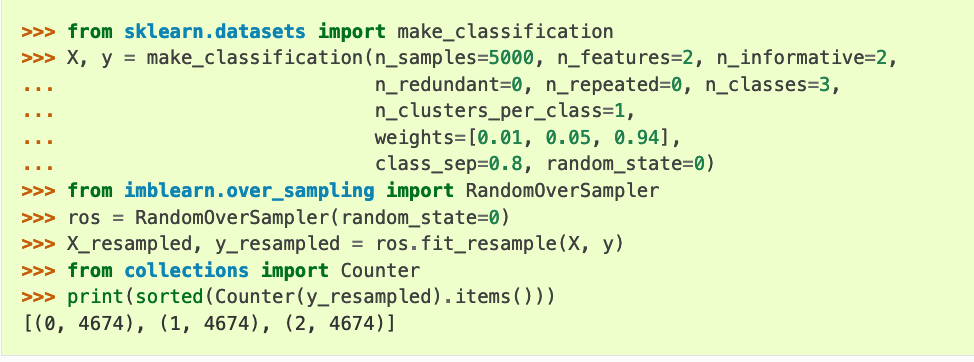 >>> from sklearn.datasets import make_classification
>>> X, y = make_classification(n_samples=5000, n_features=2, n_informative=2,
...                            n_redundant=0, n_repeated=0, n_classes=3,
...                            n_clusters_per_class=1,
...                            weights=[0.01, 0.05, 0.94],
...                            class_sep=0.8, random_state=0)
>>> from imblearn.over_sampling import RandomOverSampler
>>> ros = RandomOverSampler(random_state=0)
>>> X_resampled, y_resampled = ros.fit_resample(X, y)
>>> from collections import Counter
>>> print(sorted(Counter(y_resampled).items()))
[(0, 4674), (1, 4674), (2, 4674)]